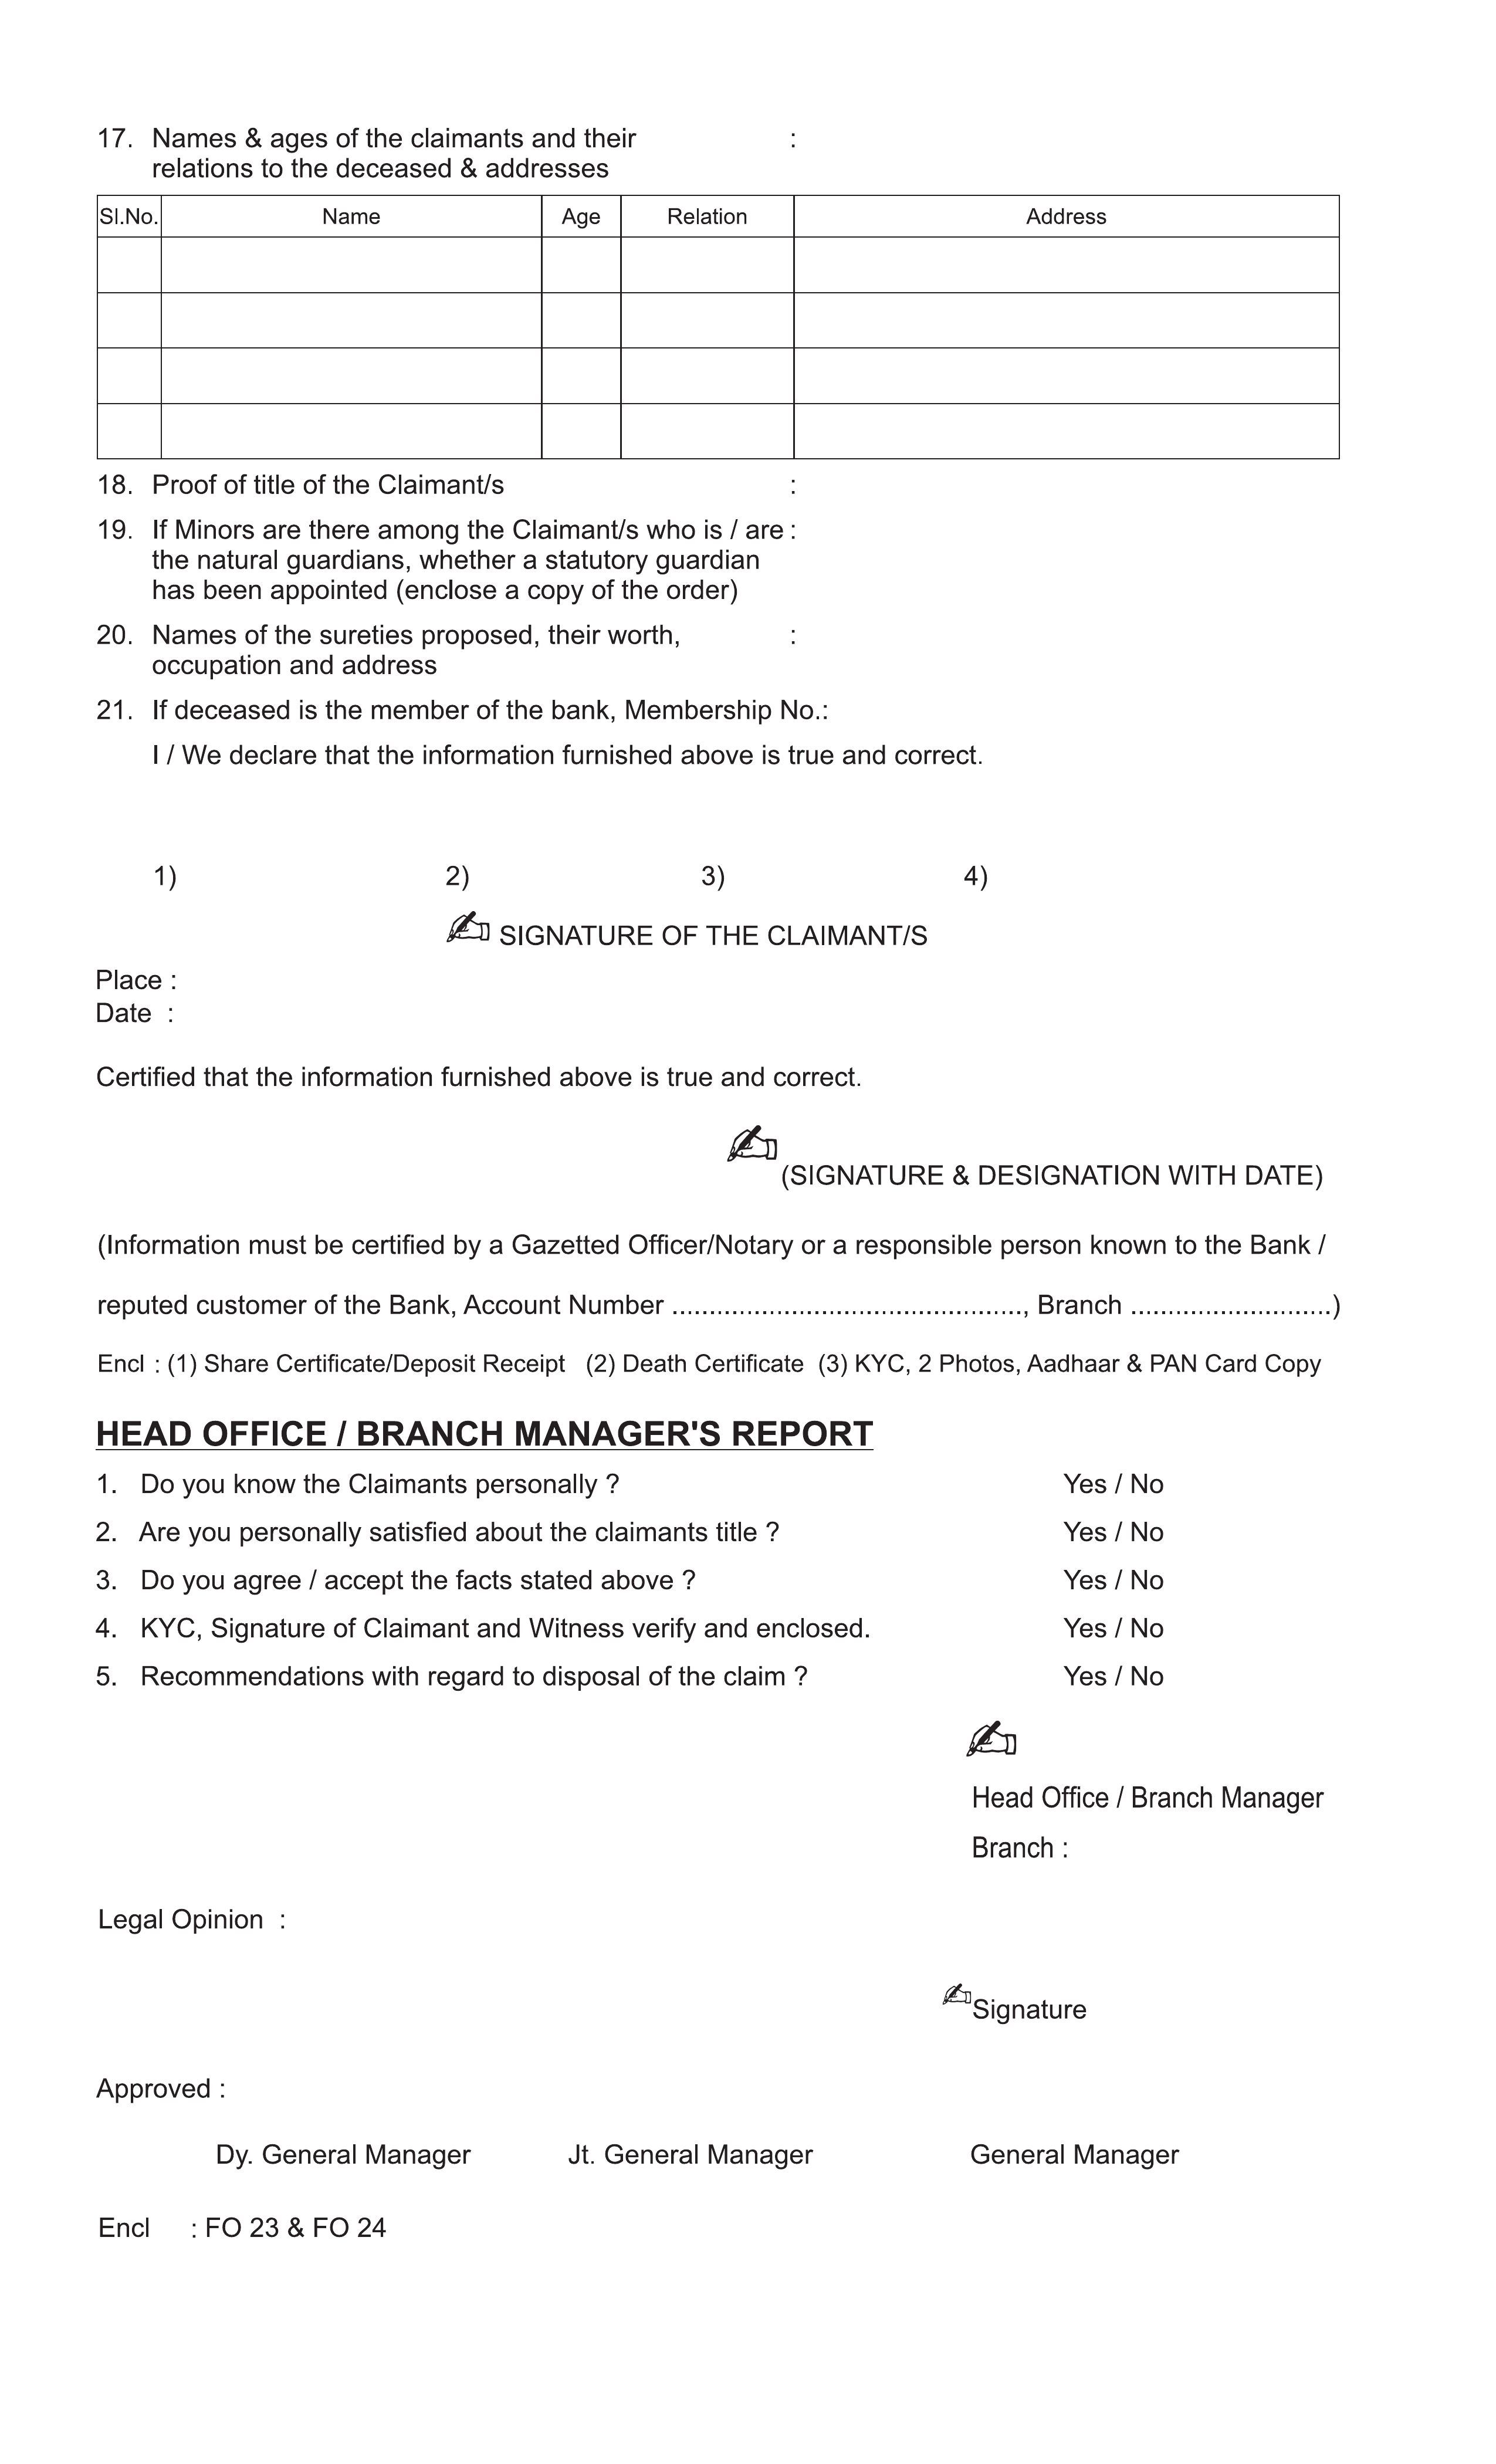 17. Names & ages of the claimants and their :
relations to the deceased & addresses
Sl.No. Name Age Relation Address
18. Proof of title of the Claimant/s :
19. If Minors are there among the Claimant/s who is / are :
the natural guardians, whether a statutory guardian
has been appointed (enclose a copy of the order)
20. Names of the sureties proposed, their worth, :
occupation and address
21. If deceased is the member of the bank, Membership No.:
I / We declare that the information furnished above is true and correct.
1) 2) 3) 4)
SIGNATURE OF THE CLAIMANT/S
Place :
Date :
Certified that the information furnished above is true and correct.
(SIGNATURE & DESIGNATION WITH DATE)
(Information must be certified by a Gazetted Officer/Notary or a responsible person known to the Bank /
reputed customer of the Bank, Account Number ..............................................., Branch ...........................)
Encl : (1) Share Certificate/Deposit Receipt (2) Death Certificate (3) KYC, 2 Photos, Aadhaar & PAN Card Copy
HEAD OFFICE / BRANCH MANAGER'S REPORT
1. Do you know the Claimants personally ? Yes / No
2. Are you personally satisfied about the claimants title ? Yes / No
3. Do you agree / accept the facts stated above ? Yes / No
4. KYC, Signature of Claimant and Witness verify and enclosed. Yes / No
5. Recommendations with regard to disposal of the claim ? Yes / No
Head Office / Branch Manager
Branch :
Legal Opinion :
Signature
Approved :
Dy. General Manager Jt. General Manager General Manager
Encl : FO 23 & FO 24